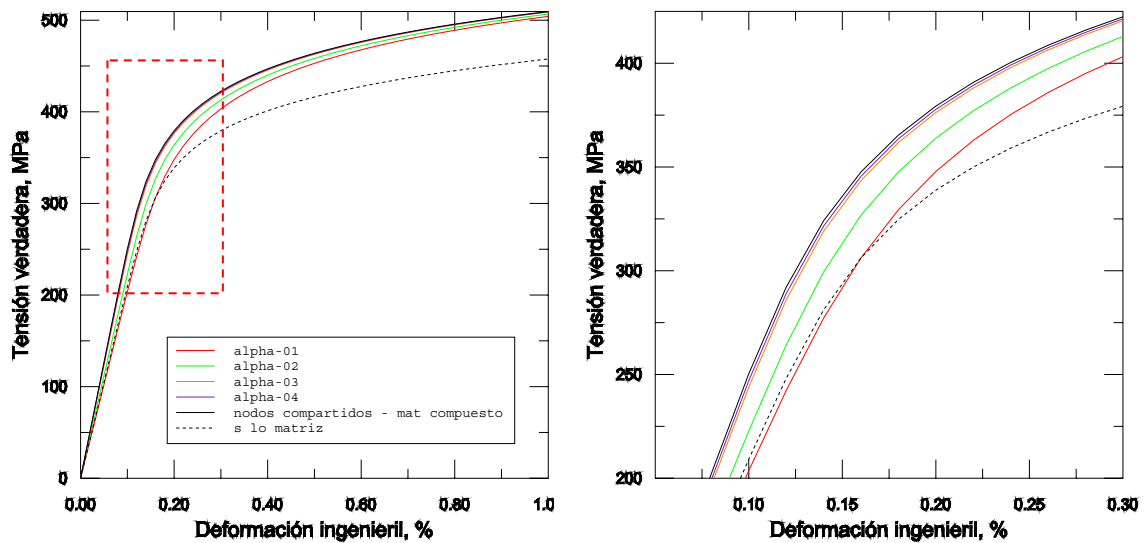 500
400
300
200
100
0
Tensión verdadera, MPa
alpha-01
alpha-02
alpha-03
alpha-04
nodos compartidos - mat compuesto
s lo matriz
0.00 0.20 0.40 0.60 0.80 1.0
Deformación ingenieril, %
400
350
300
250
200
Tensión verdadera, MPa
0.10 0.15 0.20 0.25 0.30
Deformación ingenieril, %